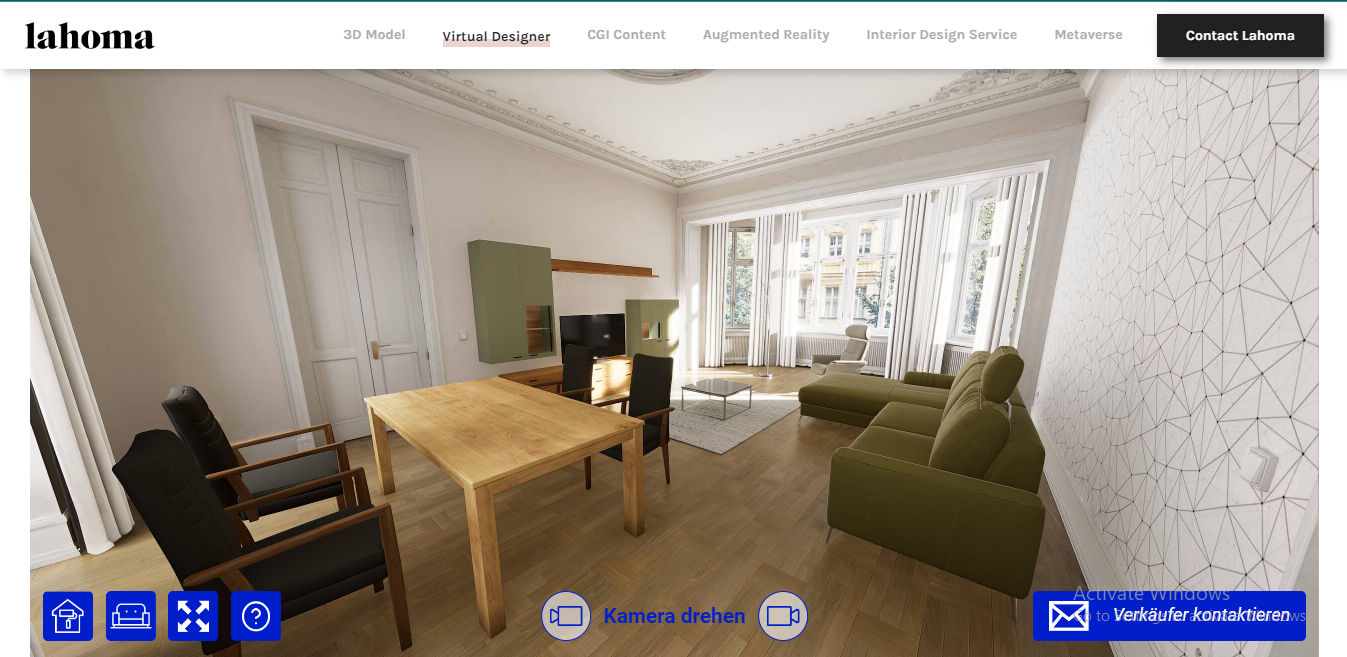 lahoma
3D Model
Virtual Designer
CGI Content
Augmented Reality
Interior Design Service
Metaverse
Contact Lahoma
Kamera drehen
Activate Windows
Verkäufer kontaktieren